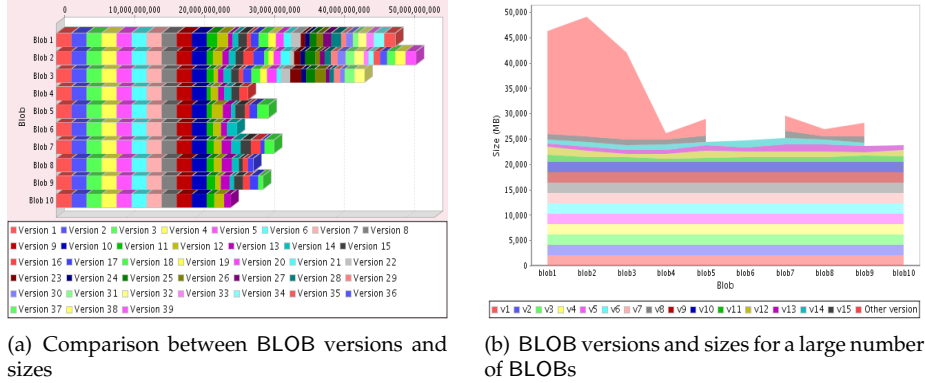 0 10,000,000,000 20,000,000,000 30,000,000,000 40,000,000,000 50,000,000,000
Blob 1
Blob 2
Blob 3
Blob 4
Blob 5
Blob 6
Blob 7
Blob 8
Blob 9
Blob 10
Blob
Version 1 Version 2 Version 3 Version 4 Version 5 Version 6 Version 7 Version 8
Version 9 Version 10 Version 11 Version 12 Version 13 Version 14 Version 15
Version 16 Version 17 Version 18 Version 19 Version 20 Version 21 Version 22
Version 23 Version 24 Version 25 Version 26 Version 27 Version 28 Version 29
Version 30 Version 31 Version 32 Version 33 Version 34 Version 35 Version 36
Version 37 Version 38 Version 39
(a) Comparison between BLOB versions and
sizes
50,000
45,000
40,000
35,000
30,000
25,000
20,000
15,000
10,000
5,000
0
Size (MB)
blob1 blob2 blob3 blob4 blob5 blob6 blob7 blob8 blob9 blob10
Blob
v1 v2 v3 v4 v5 v6 v7 v8 v9 v10 v11 v12 v13 v14 v15 Other version
(b) BLOB versions and sizes for a large number
of BLOBs